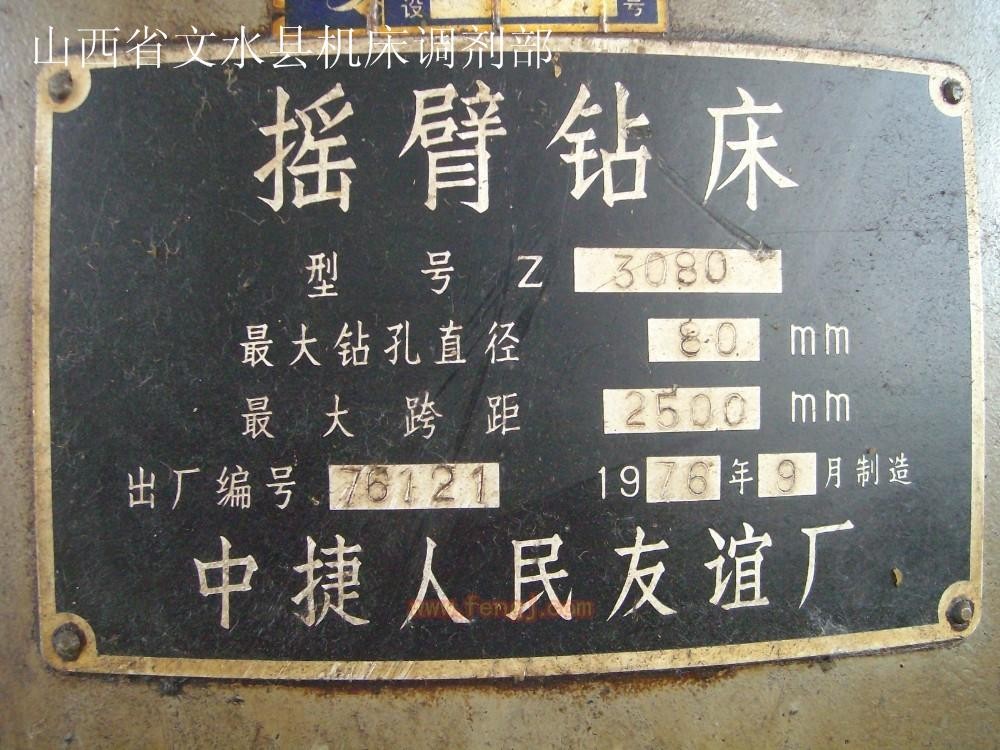 设 号
山西省文水县机床调剂部
摇臂钻床
型号 Z 3080
最大钻孔直径 80 mm
最大跨距 2500 mm
出厂编号 76121 1976年9月制造
中捷人民友谊厂
www.fengj.com